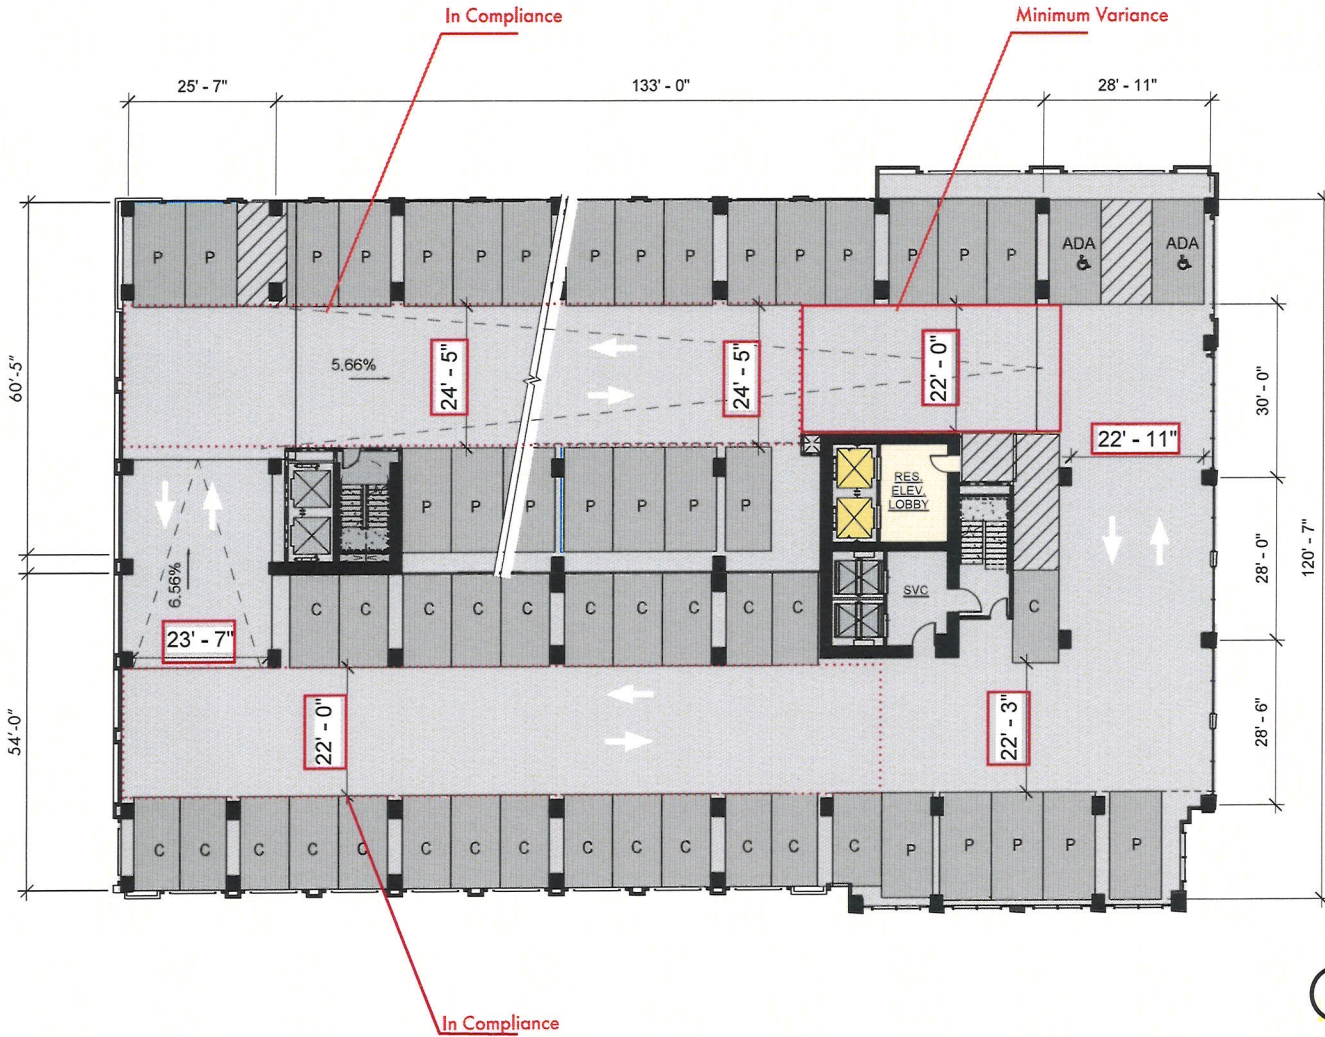 In Compliance
Minimum Variance
25' - 7"
133' - 0"
28' - 11"
P P P P P P P P P P P P P P P P ADA ADA
60'-5"
5.66%
24' - 5"
24' - 5"
22' - 0"
30' - 0"
22' - 11"
RES.
ELEV.
LOBBY
P P P P P P P
28' - 0"
120' - 7"
6.56%
SVC
C C C C C C C C C C C
C
23' - 7"
54'-0"
22' - 0"
22' - 3"
28' - 6"
C C C C C C C C C C C C C C P P P P P
In Compliance